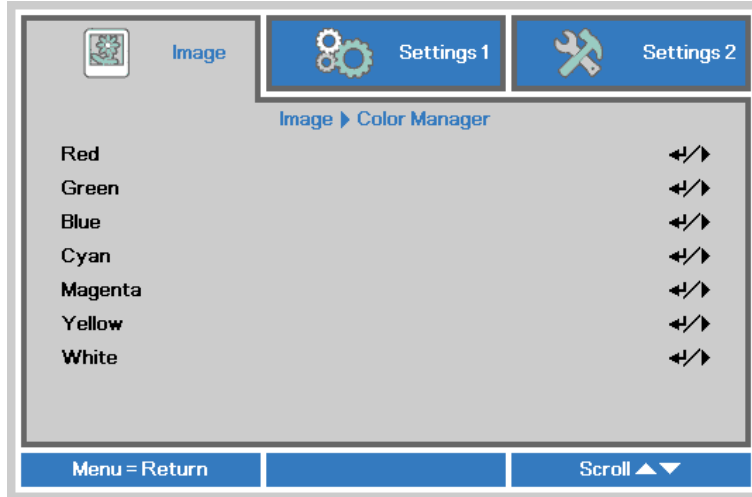 Image
Settings 1
Settings 2
Image ▶ Color Manager
Red ↵/▶
Green ↵/▶
Blue ↵/▶
Cyan ↵/▶
Magenta ↵/▶
Yellow ↵/▶
White ↵/▶
Menu = Return
Scroll ▲▼